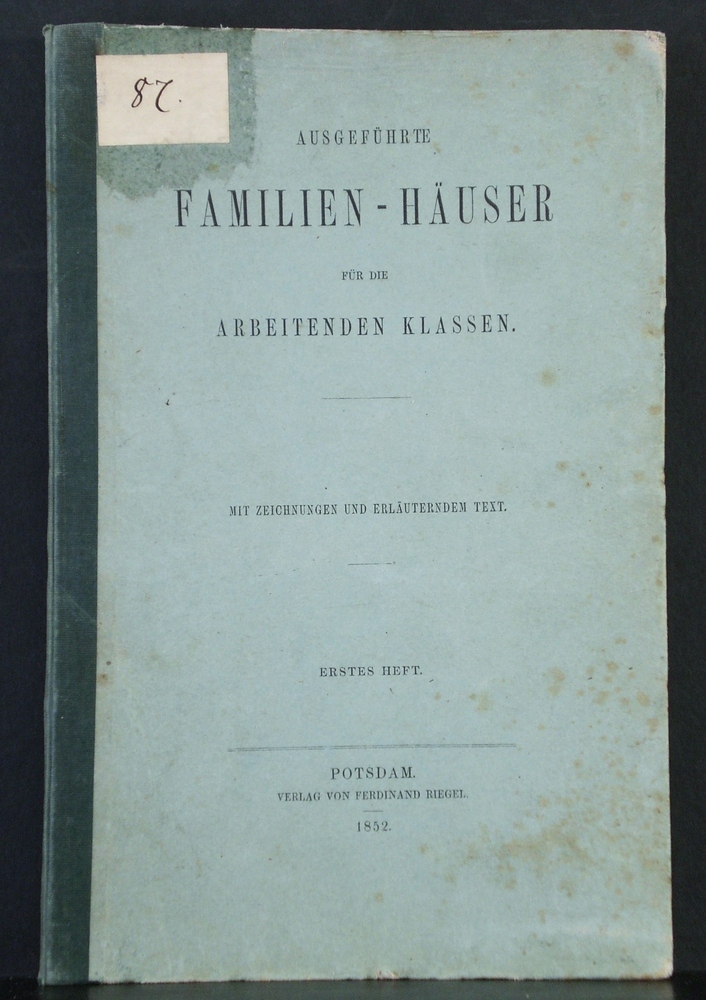 87.
AUSGEFÜHRTE
FAMILIEN-HÄUSER
FÜR DIE
ARBEITENDEN KLASSEN.
MIT ZEICHNUNGEN UND ERLÄUTERNDEM TEXT.
ERSTES HEFT.
POTSDAM.
VERLAG VON FERDINAND RIEGEL.
1852.